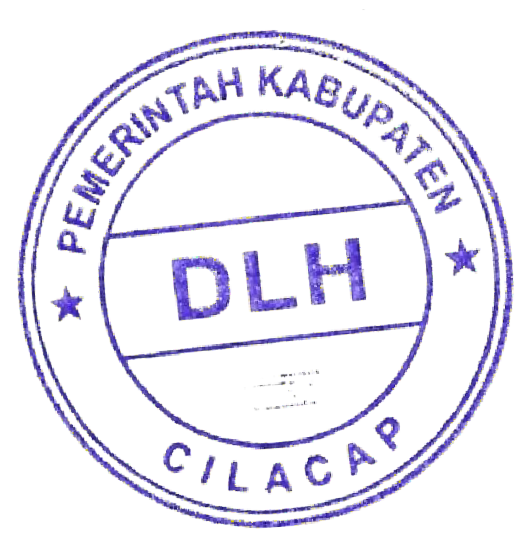 PEMERINTAH KABUPATEN
DLH
CILACAP